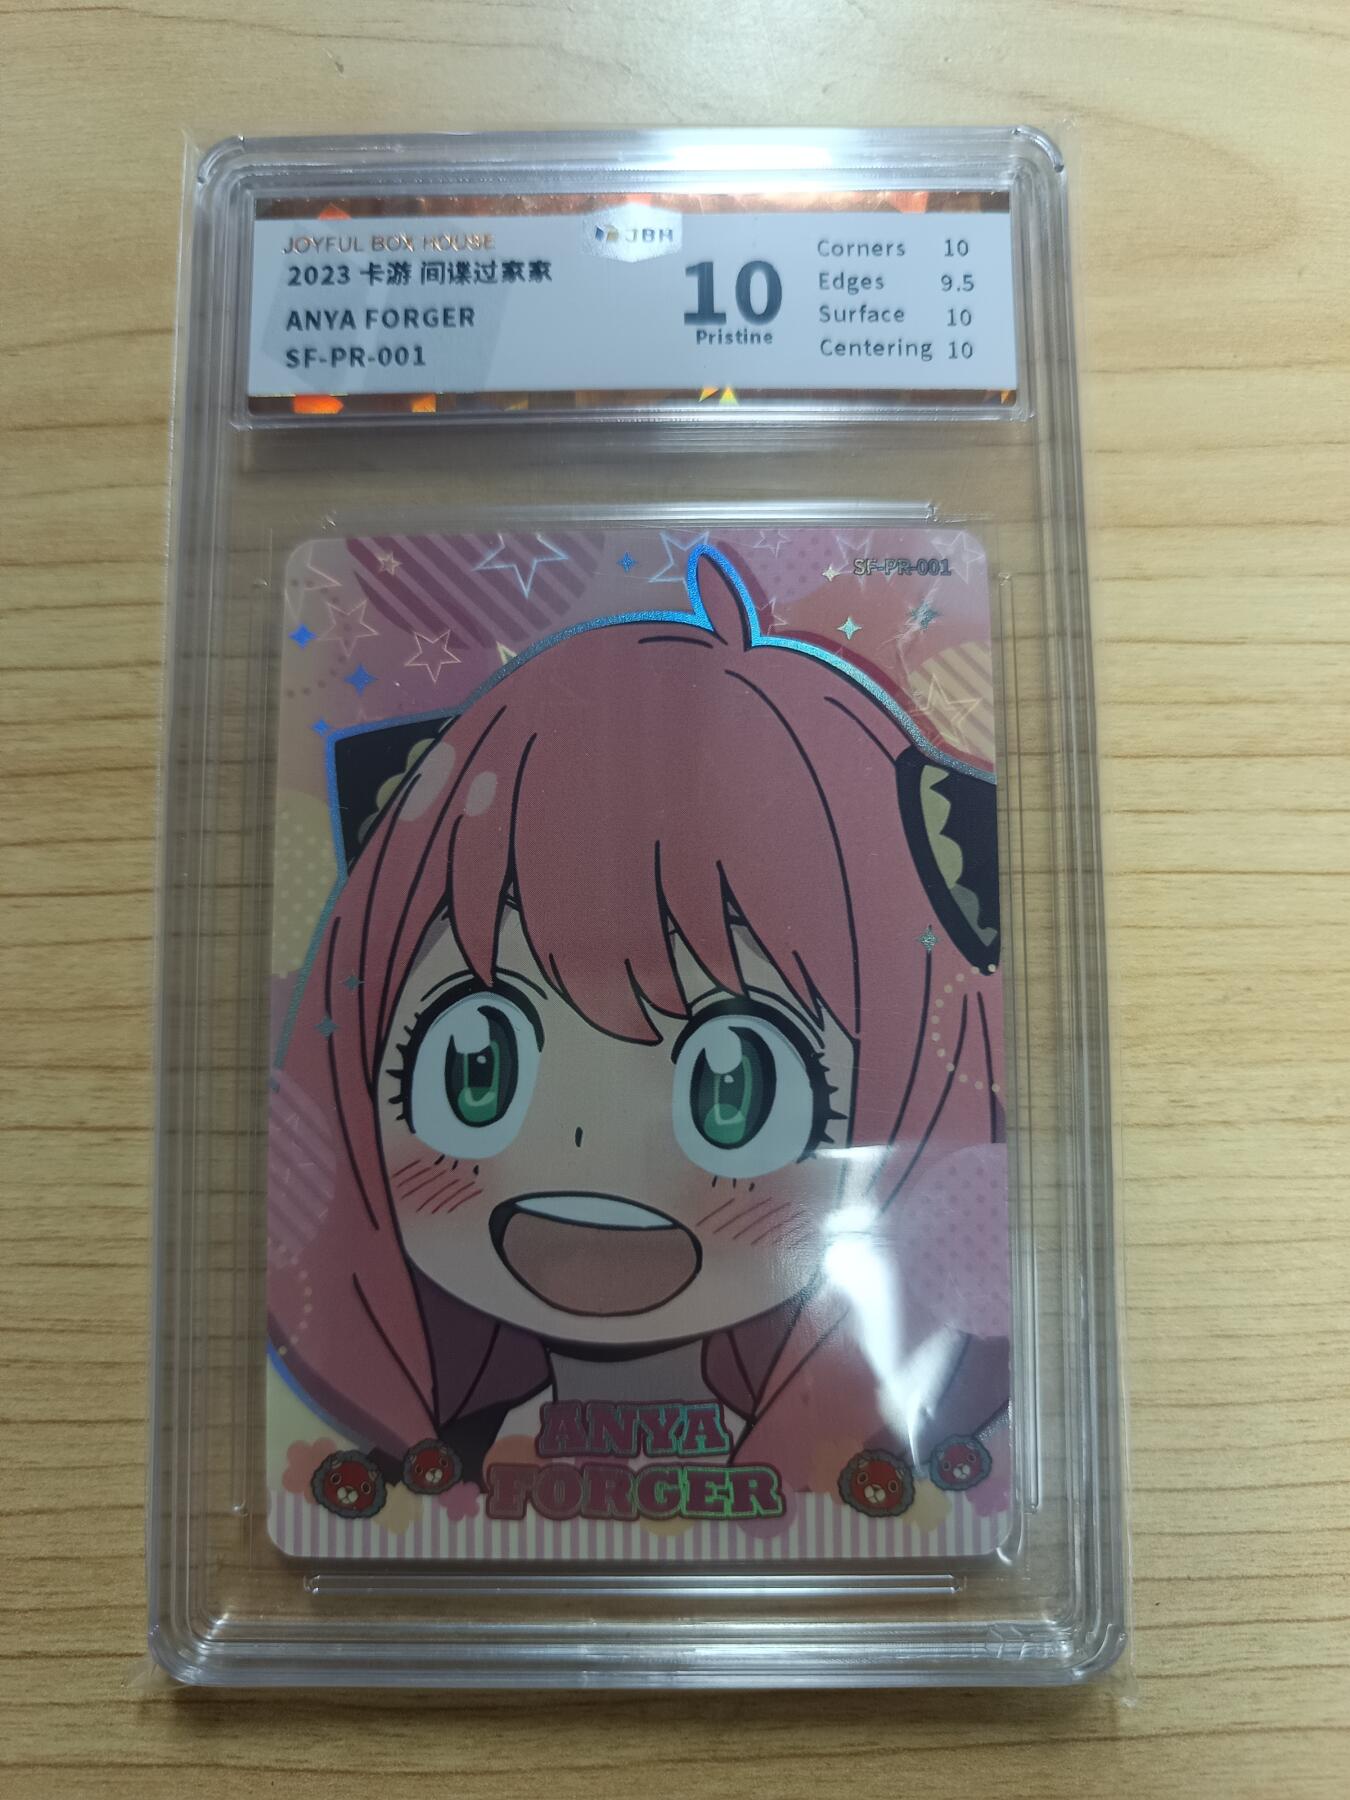 JOYFUL BOX HOUSE
JBH
2023 卡游 间谍过家家
ANYA FORGER
SF-PR-001
10
Pristine
Corners 10
Edges 9.5
Surface 10
Centering 10
SF-PR-001
ANYA
FORGER